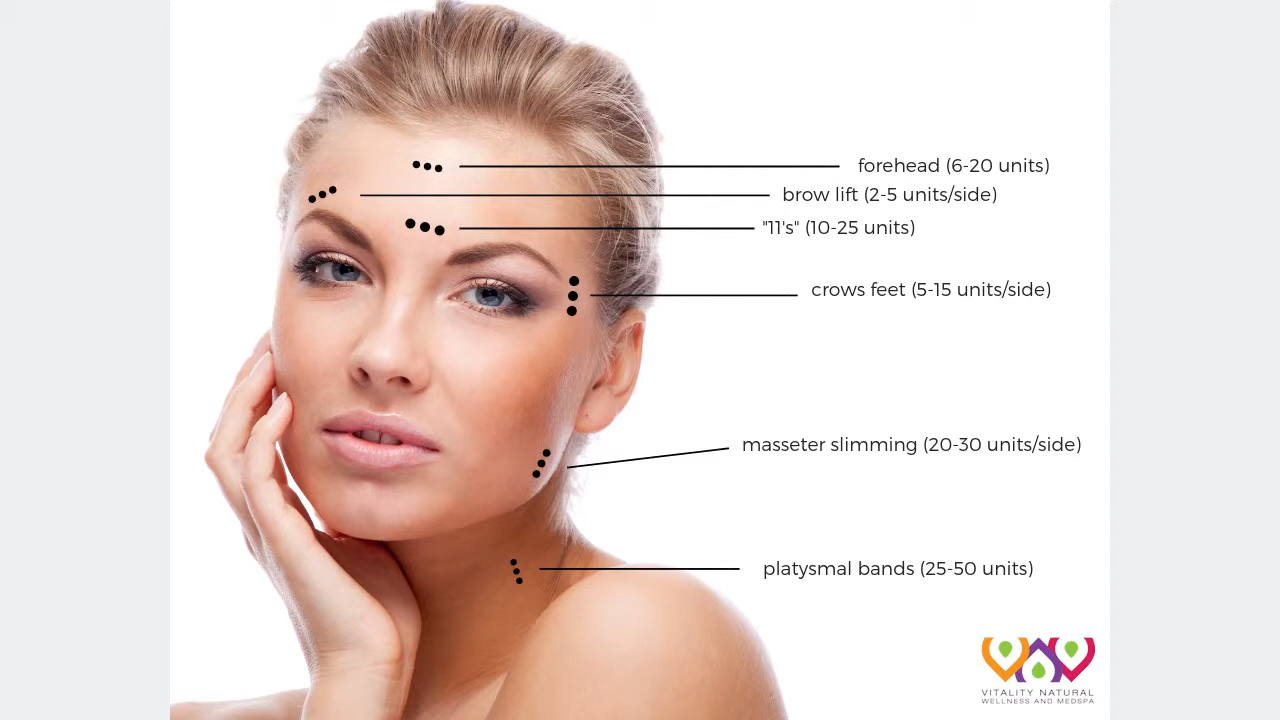 forehead (6-20 units)
brow lift (2-5 units/side)
"11's" (10-25 units)
crows feet (5-15 units/side)
masseter slimming (20-30 units/side)
platysmal bands (25-50 units)
VITALITY NATURAL
WELLNESS AND MEDSPA